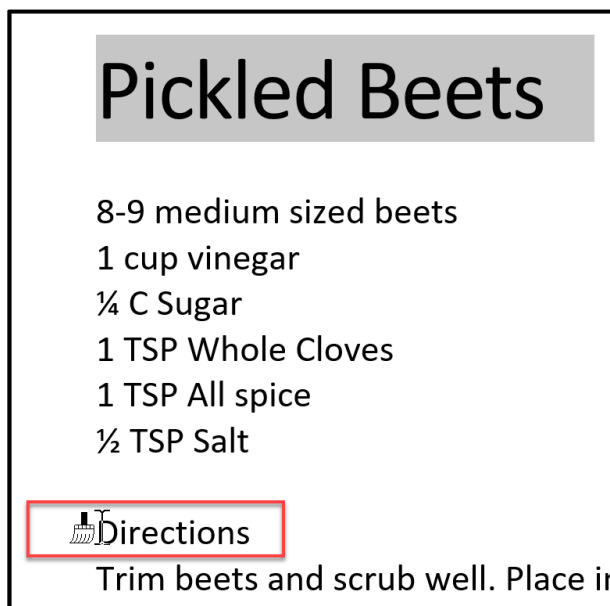 Pickled Beets
8-9 medium sized beets
1 cup vinegar
¼ C Sugar
1 TSP Whole Cloves
1 TSP All spice
½ TSP Salt
Directions
Trim beets and scrub well. Place in